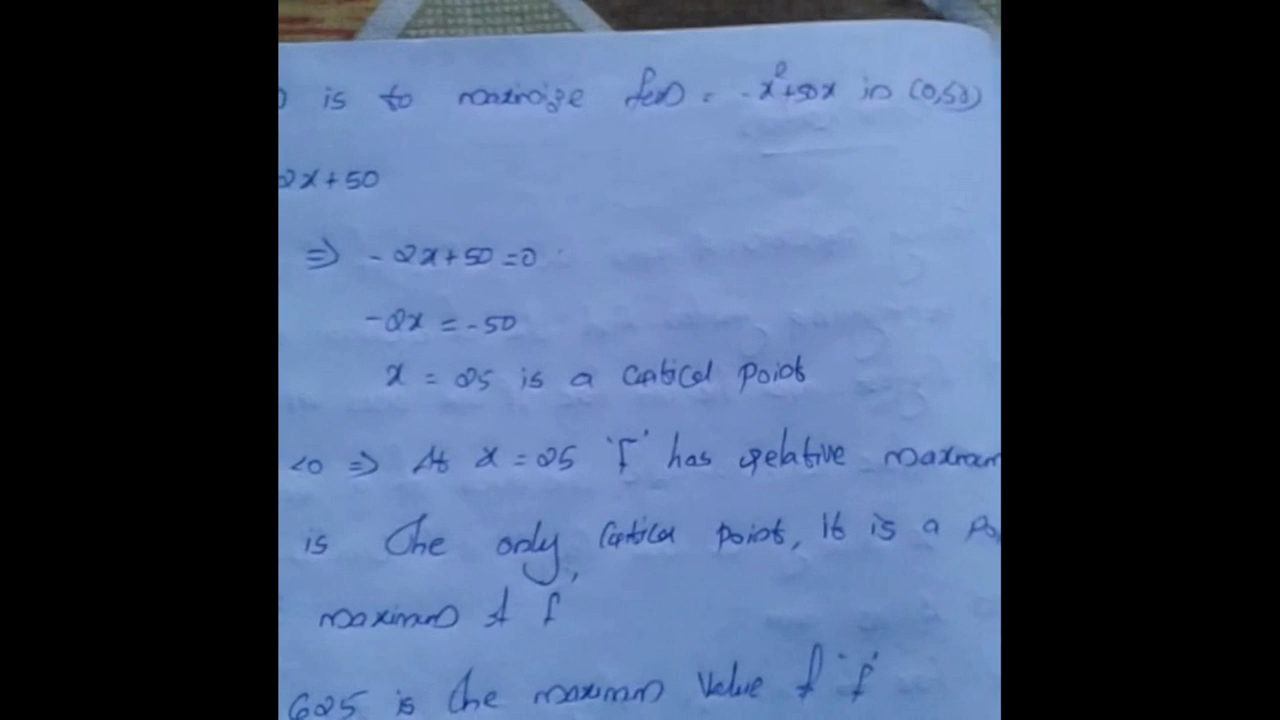 is to maximize f(x) = -x²+50x in (0,50)
2x+50
⇒ -2x+50=0
-2x = -50
x = 25 is a critical point
<0 ⇒ At x = 25 'f' has relative maximum
is the only critical point, it is a po
maximum of f
625 is the maximum value of 'f'